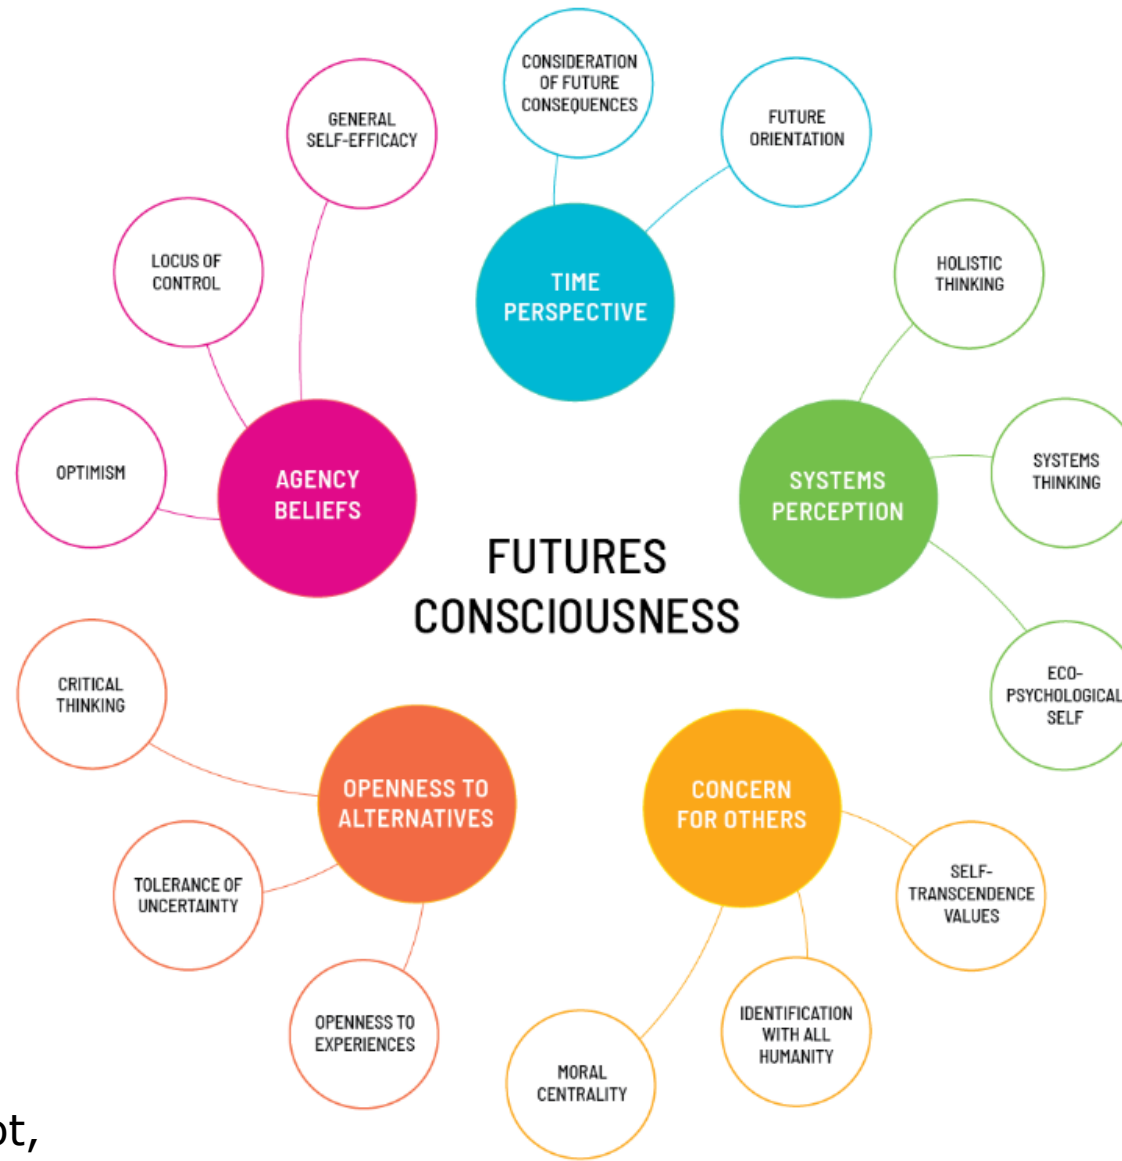 CONSIDERATION
OF FUTURE
CONSEQUENCES
FUTURE
ORIENTATION
GENERAL
SELF-EFFICACY
LOCUS OF
CONTROL
TIME
PERSPECTIVE
HOLISTIC
THINKING
OPTIMISM
AGENCY
BELIEFS
SYSTEMS
PERCEPTION
SYSTEMS
THINKING
FUTURES
CONSCIOUSNESS
ECO-
PSYCHOLOGICAL
SELF
CRITICAL
THINKING
OPENNESS TO
ALTERNATIVES
CONCERN
FOR OTHERS
TOLERANCE OF
UNCERTAINTY
SELF-
TRANSCENDENCE
VALUES
OPENNESS TO
EXPERIENCES
IDENTIFICATION
WITH ALL
HUMANITY
MORAL
CENTRALITY